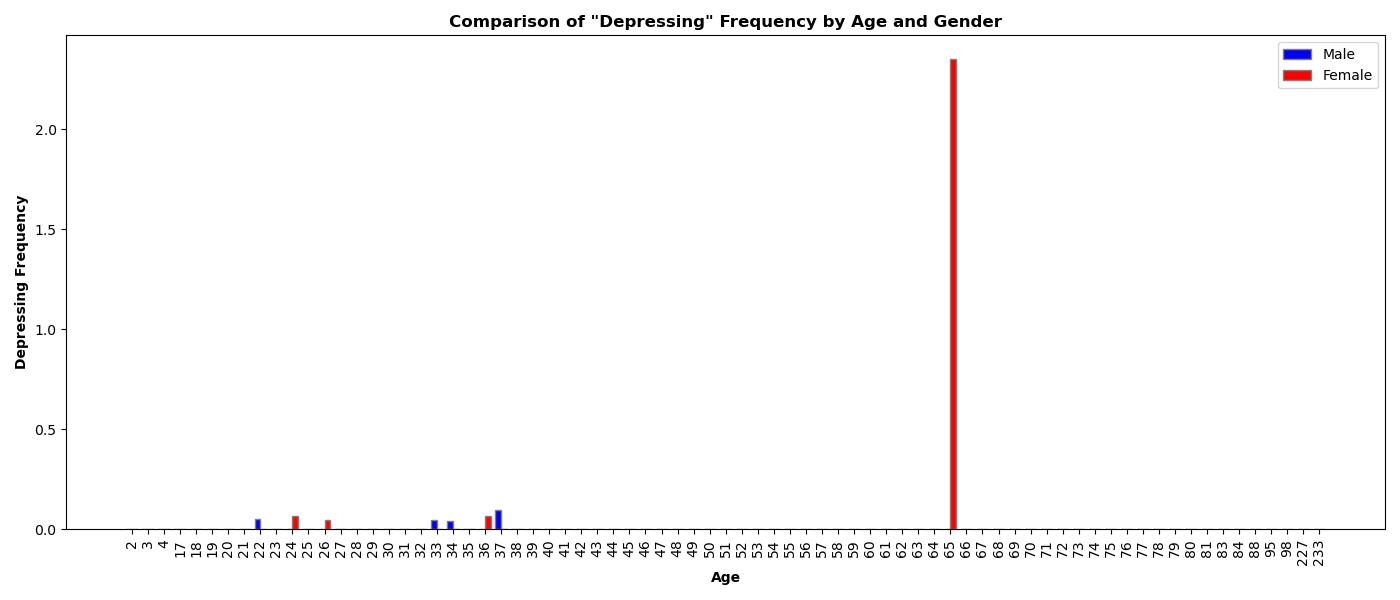 Comparison of "Depressing" Frequency by Age and Gender
Male
Female
Depressing Frequency
2.0
1.5
1.0
0.5
0.0
2 3 4 17 18 19 20 21 22 23 24 25 26 27 28 29 30 31 32 33 34 35 36 37 38 39 40 41 42 43 44 45 46 47 48 49 50 51 52 53 54 55 56 57 58 59 60 61 62 63 64 65 66 67 68 69 70 71 72 73 74 75 76 77 78 79 80 81 83 84 88 95 98 227 233
Age